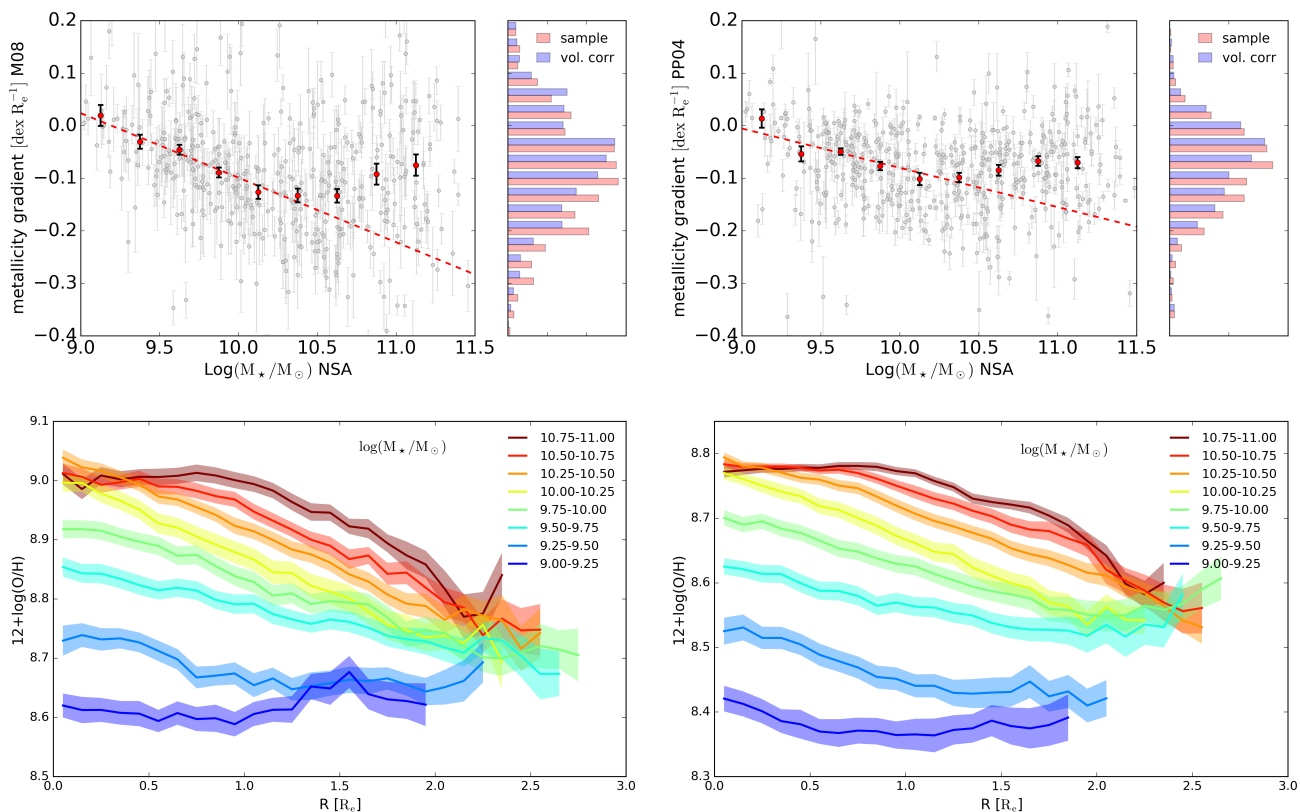 metallicity gradient [dex R_e^{-1}] M08
0.2
0.1
0.0
−0.1
−0.2
−0.3
−0.4
9.0 9.5 10.0 10.5 11.0 11.5
Log(M⋆/M⊙) NSA
sample
vol. corr
metallicity gradient [dex R_e^{-1}] PP04
0.2
0.1
0.0
−0.1
−0.2
−0.3
−0.4
9.0 9.5 10.0 10.5 11.0 11.5
Log(M⋆/M⊙) NSA
sample
vol. corr
12+log(O/H)
9.1
9.0
8.9
8.8
8.7
8.6
8.5
0.0 0.5 1.0 1.5 2.0 2.5 3.0
R [R_e]
log(M⋆/M⊙)
10.75-11.00
10.50-10.75
10.25-10.50
10.00-10.25
9.75-10.00
9.50-9.75
9.25-9.50
9.00-9.25
12+log(O/H)
8.8
8.7
8.6
8.5
8.4
8.3
0.0 0.5 1.0 1.5 2.0 2.5 3.0
R [R_e]
log(M⋆/M⊙)
10.75-11.00
10.50-10.75
10.25-10.50
10.00-10.25
9.75-10.00
9.50-9.75
9.25-9.50
9.00-9.25